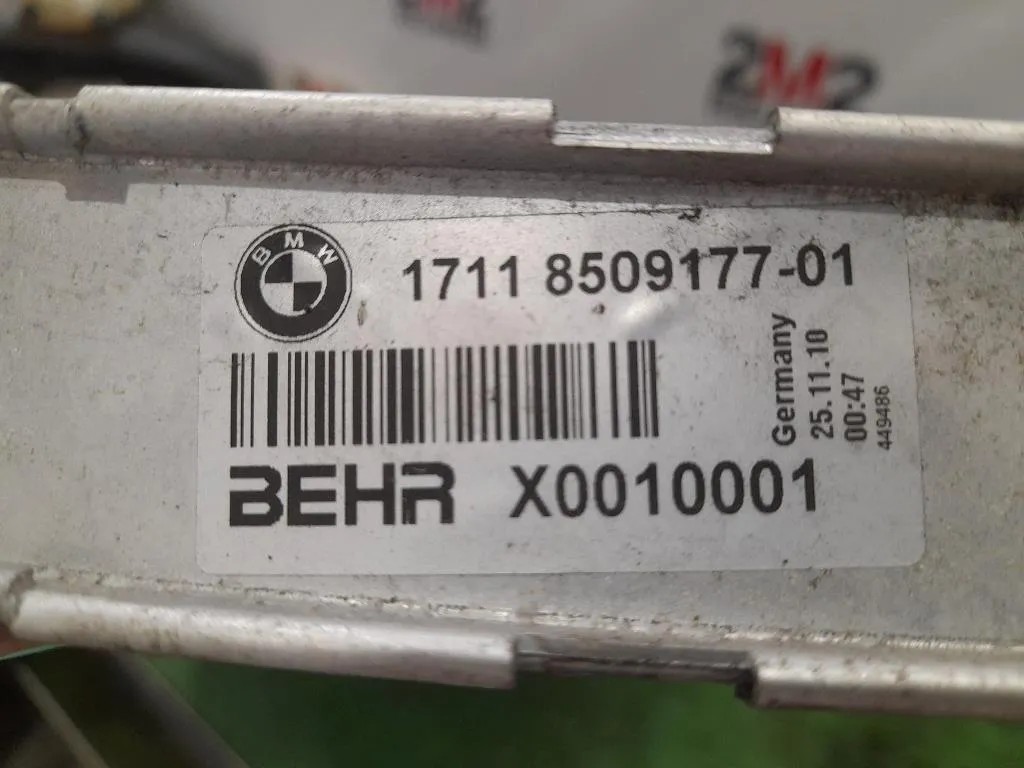 2M2
BMW
1711 8509177-01
Germany
25.11.10
00:47
449486
BEHR X0010001